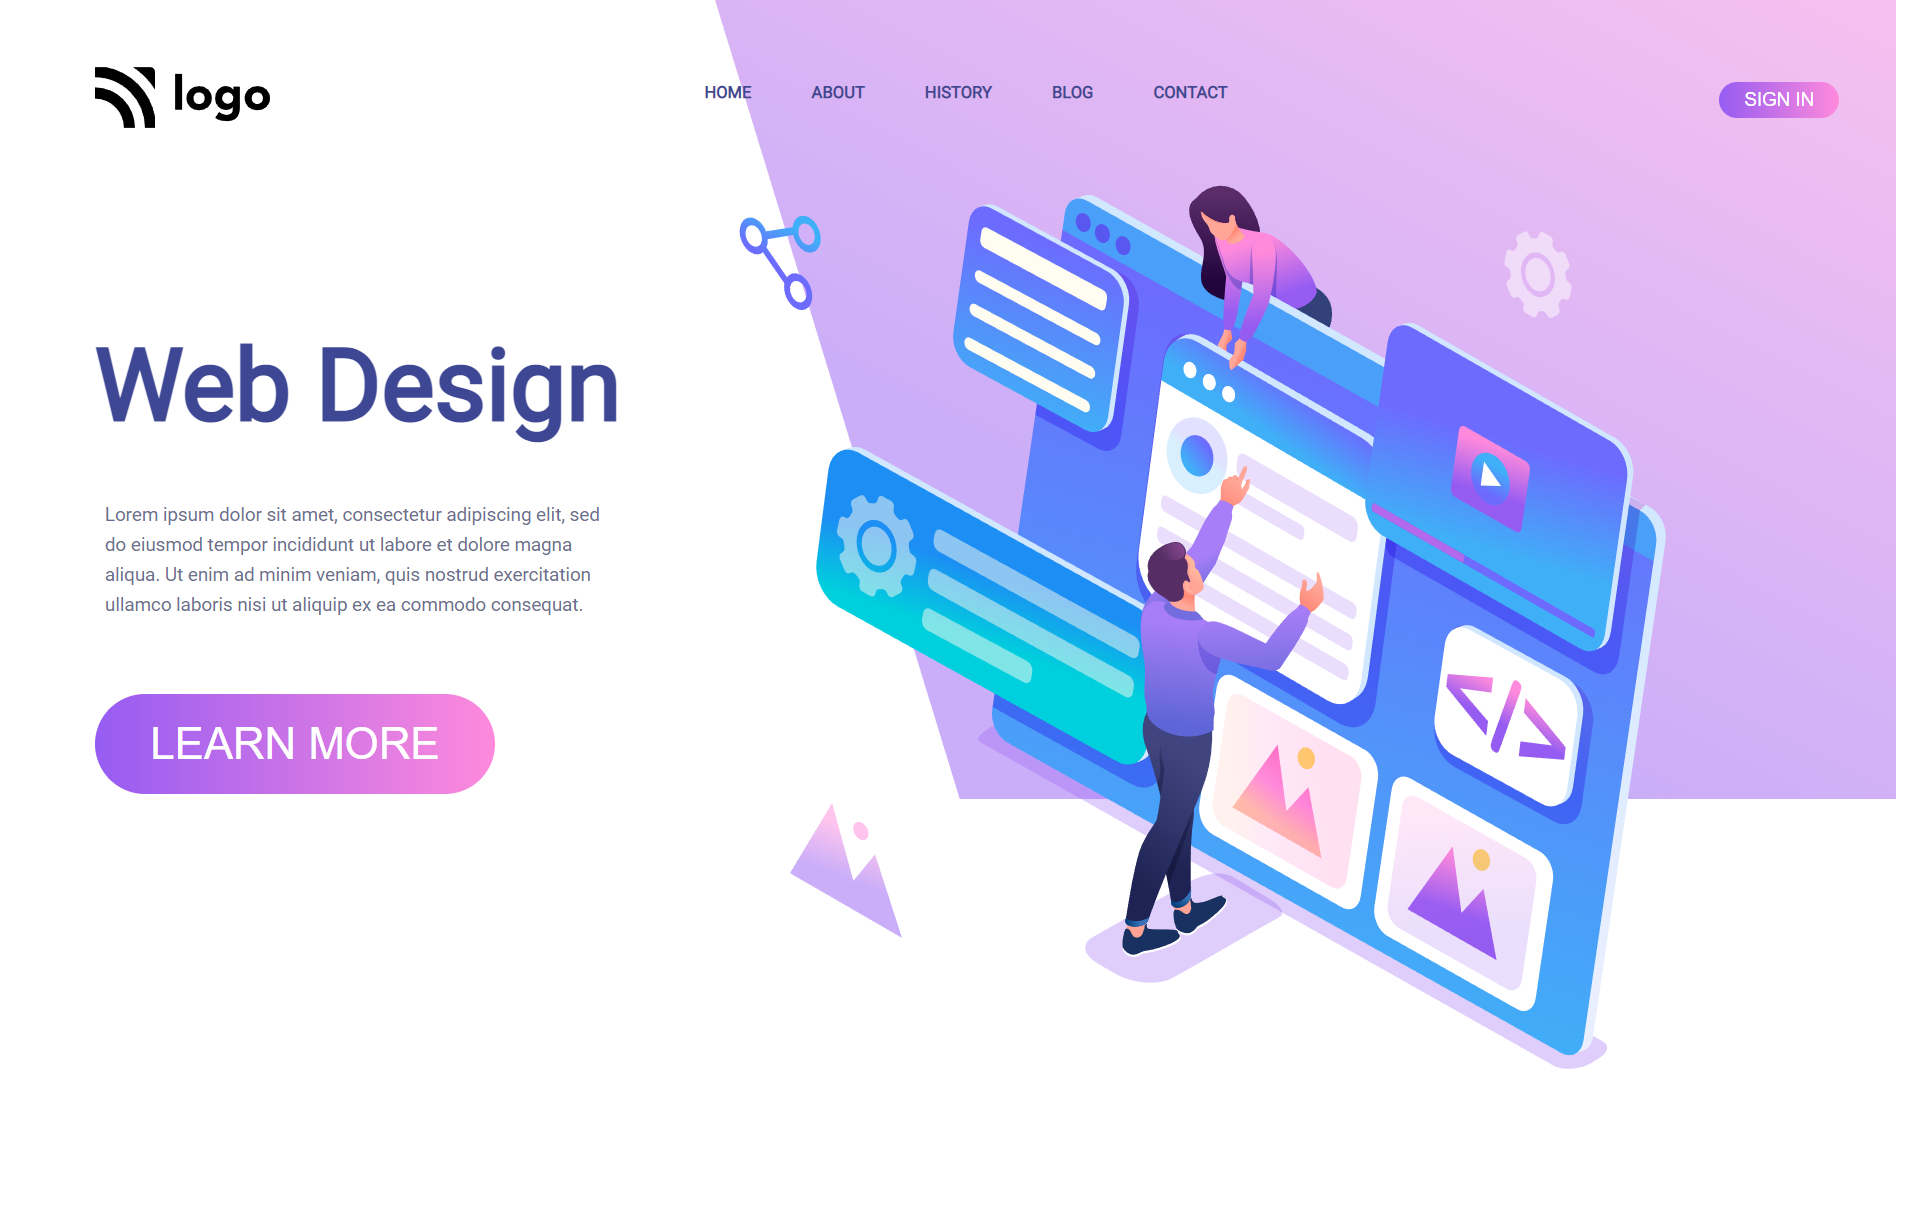 logo
HOME ABOUT HISTORY BLOG CONTACT
SIGN IN
Web Design
Lorem ipsum dolor sit amet, consectetur adipiscing elit, sed
do eiusmod tempor incididunt ut labore et dolore magna
aliqua. Ut enim ad minim veniam, quis nostrud exercitation
ullamco laboris nisi ut aliquip ex ea commodo consequat.
LEARN MORE
</>